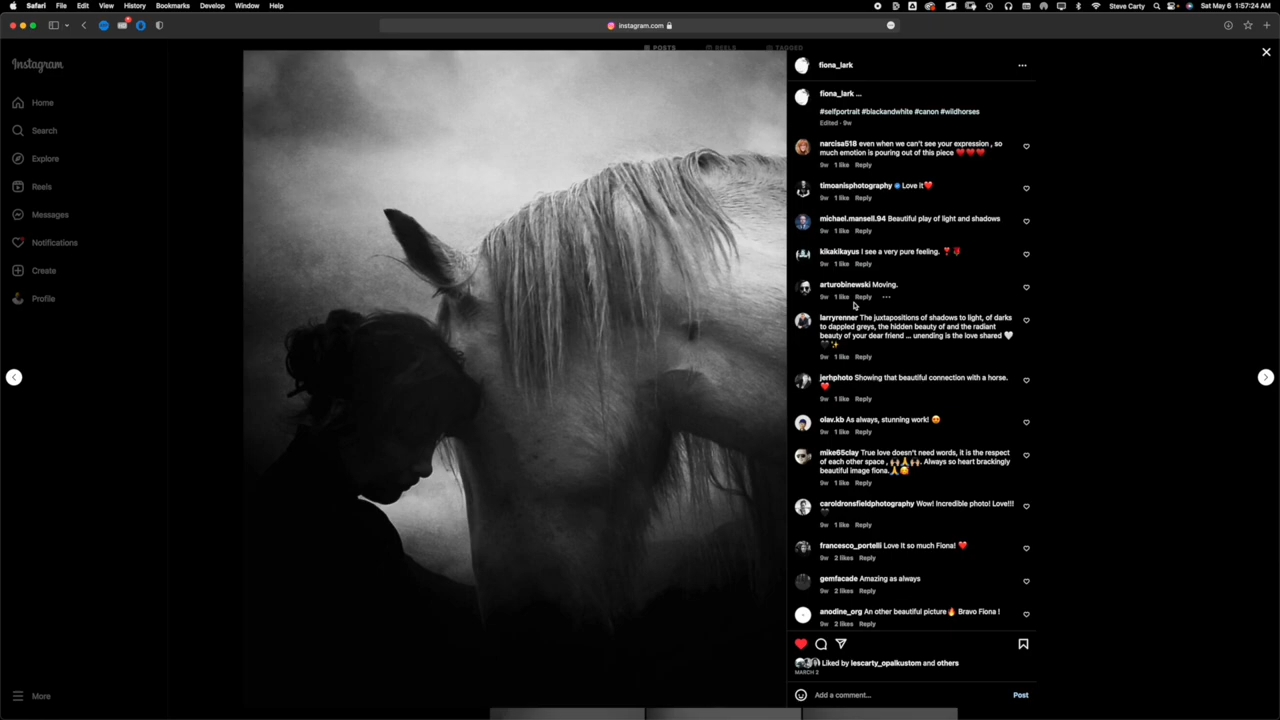 Safari File Edit View History Bookmarks Develop Window Help
Steve Carty Sat May 6 1:57:24 AM
instagram.com
POSTS REELS TAGGED
Instagram
Home
Search
Explore
Reels
Messages
Notifications
Create
Profile
More
fiona_lark
fiona_lark ...
#selfportrait #blackandwhite #canon #wildhorses
Edited · 9w
narcisa518 even when we can't see your expression , so
much emotion is pouring out of this piece ❤️❤️❤️
9w 1 like Reply
timoanisphotography Love it❤️
9w 1 like Reply
michael.mansell.94 Beautiful play of light and shadows
9w 1 like Reply
kikakikayus I see a very pure feeling. ❣️🌹
9w 1 like Reply
arturobinewski Moving.
9w 1 like Reply ...
larryrenner The juxtapositions of shadows to light, of darks
to dappled greys, the hidden beauty of and the radiant
beauty of your dear friend ... unending is the love shared 🤍
🖤✨
9w 1 like Reply
jerhphoto Showing that beautiful connection with a horse.
❤️
9w 1 like Reply
olav.kb As always, stunning work! 😍
9w 1 like Reply
mike65clay True love doesn't need words, it is the respect
of each other space , 🙌🙏🙌. Always so heart brackingly
beautiful image fiona.🙏🥰
9w 1 like Reply
caroldronsfieldphotography Wow! Incredible photo! Love!!!
🖤
9w 1 like Reply
francesco_portelli Love It so much Fiona! ❤️
9w 2 likes Reply
gemfacade Amazing as always
9w 2 likes Reply
anodine_org An other beautiful picture🔥 Bravo Fiona !
9w 2 likes Reply
Liked by lescarty_opalkustom and others
MARCH 2
Add a comment...
Post